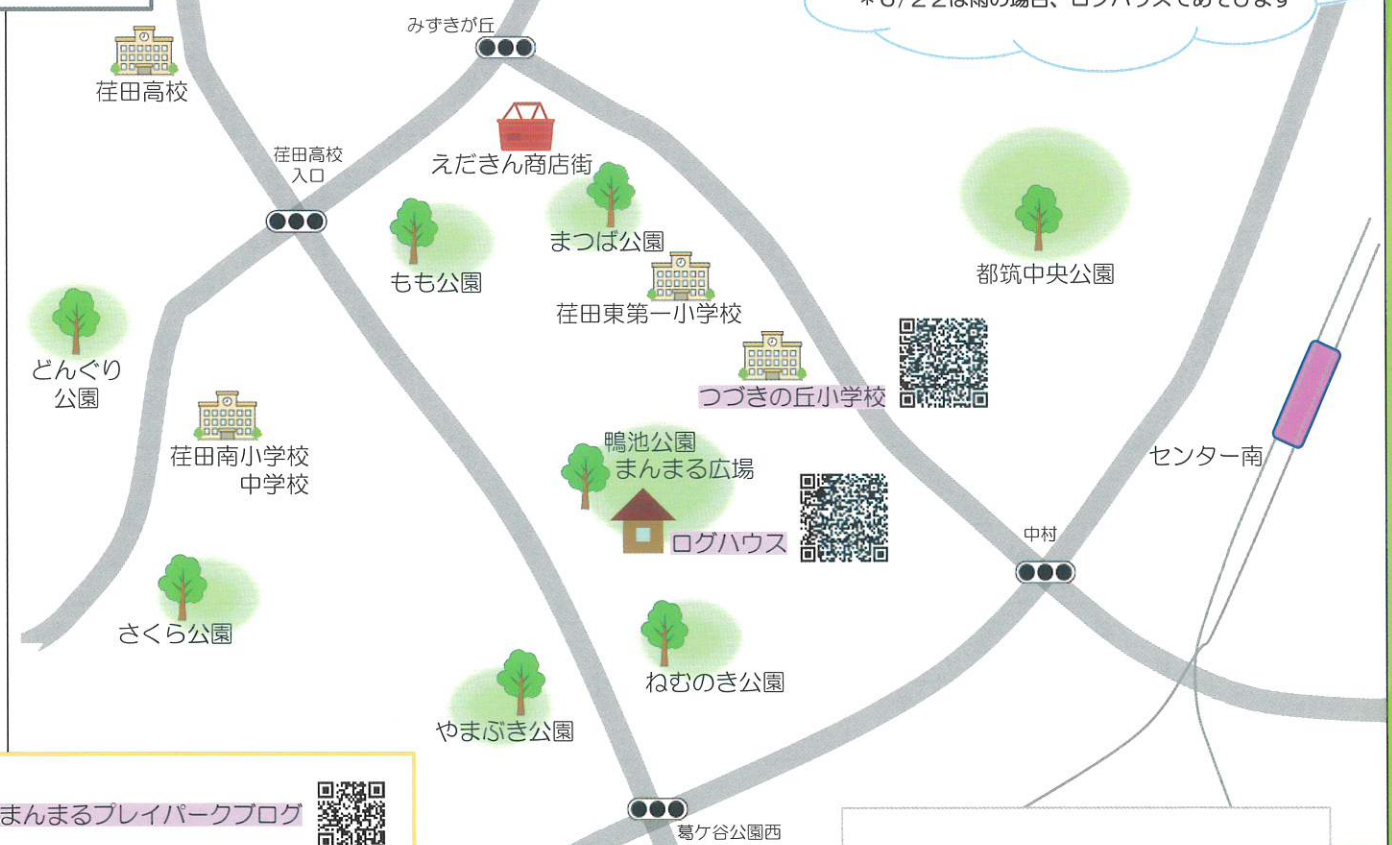 みずきが丘
荏田高校
荏田高校
入口
えだきん商店街
まつば公園
もも公園
都筑中央公園
荏田東第一小学校
どんぐり
公園
つづきの丘小学校
荏田南小学校
中学校
鴨池公園
まんまる広場
センター南
ログハウス
中村
さくら公園
ねむのき公園
やまぶき公園
まんまるプレイパークブログ
葛ケ谷公園西